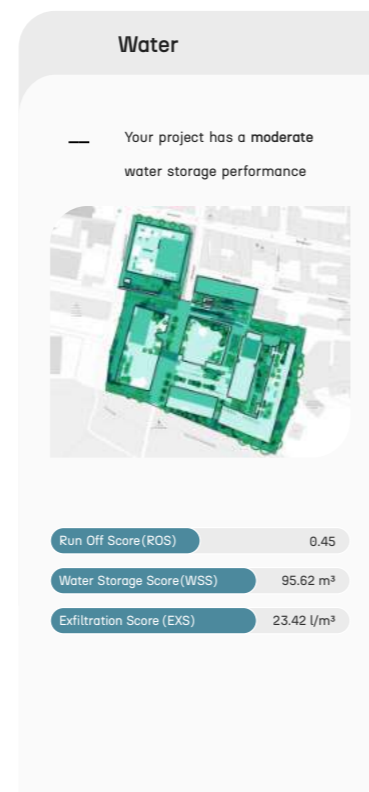 Water
— Your project has a moderate
water storage performance
Run Off Score(ROS) 0.45
Water Storage Score(WSS) 95.62 m³
Exfiltration Score (EXS) 23.42 l/m³